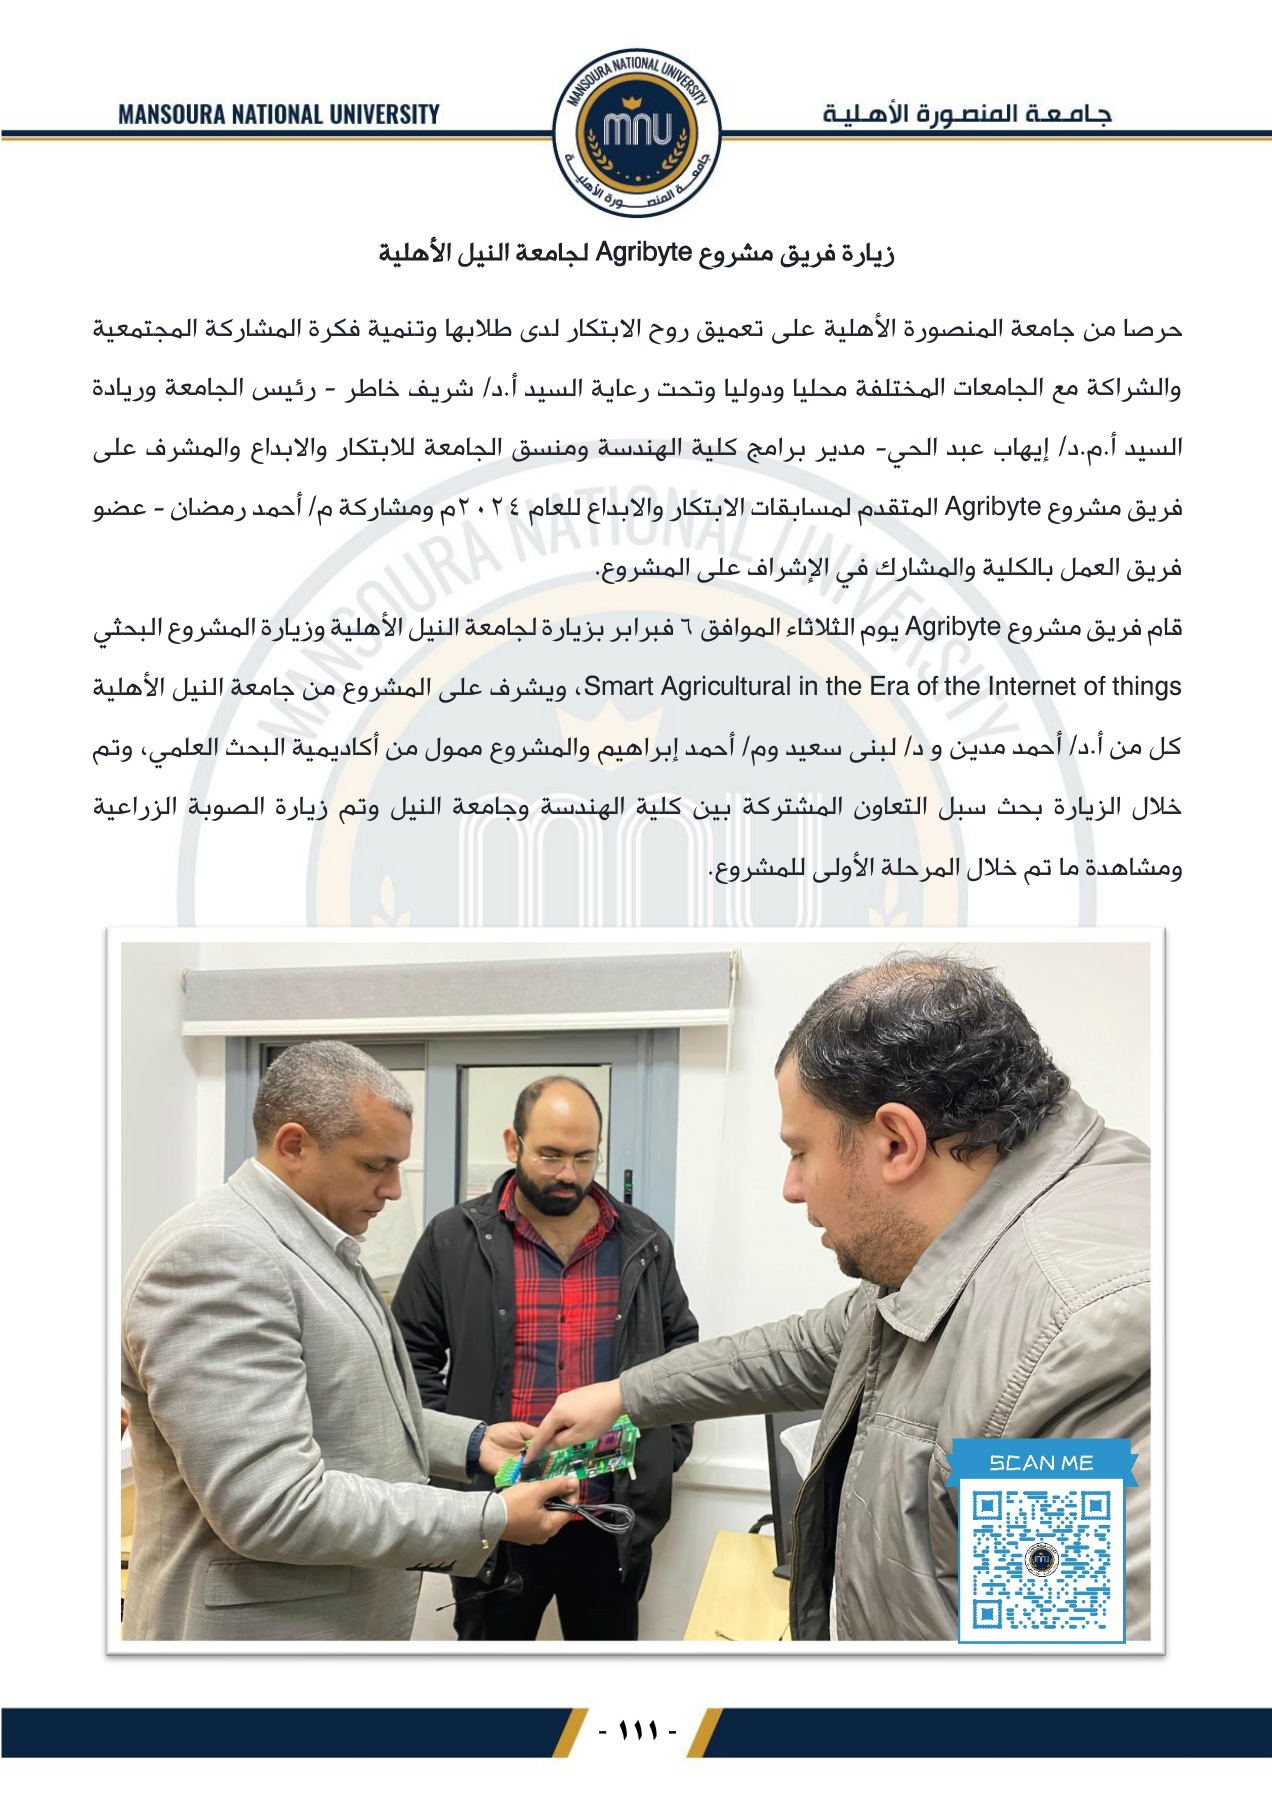 MANSOURA NATIONAL UNIVERSITY
جامعة المنصورة الأهلية
MANSOURA NATIONAL UNIVERSITY
mnu
جامعة المنصورة الأهلية
زيارة فريق مشروع Agribyte لجامعة النيل الأهلية
حرصا من جامعة المنصورة الأهلية على تعميق روح الابتكار لدى طلابها وتنمية فكرة المشاركة المجتمعية
والشراكة مع الجامعات المختلفة محليا ودوليا وتحت رعاية السيد أ.د/ شريف خاطر - رئيس الجامعة وريادة
السيد أ.م.د/ إيهاب عبد الحي- مدير برامج كلية الهندسة ومنسق الجامعة للابتكار والابداع والمشرف على
فريق مشروع Agribyte المتقدم لمسابقات الابتكار والابداع للعام ٢٠٢٤م ومشاركة م/ أحمد رمضان - عضو
فريق العمل بالكلية والمشارك في الإشراف على المشروع.
قام فريق مشروع Agribyte يوم الثلاثاء الموافق ٦ فبراير بزيارة لجامعة النيل الأهلية وزيارة المشروع البحثي
Smart Agricultural in the Era of the Internet of things، ويشرف على المشروع من جامعة النيل الأهلية
كل من أ.د/ أحمد مدين و د/ لبنى سعيد وم/ أحمد إبراهيم والمشروع ممول من أكاديمية البحث العلمي، وتم
خلال الزيارة بحث سبل التعاون المشتركة بين كلية الهندسة وجامعة النيل وتم زيارة الصوبة الزراعية
ومشاهدة ما تم خلال المرحلة الأولى للمشروع.
MANSOURA NATIONAL UNIVERSITY
mnu
SCAN ME
- ١١١ -